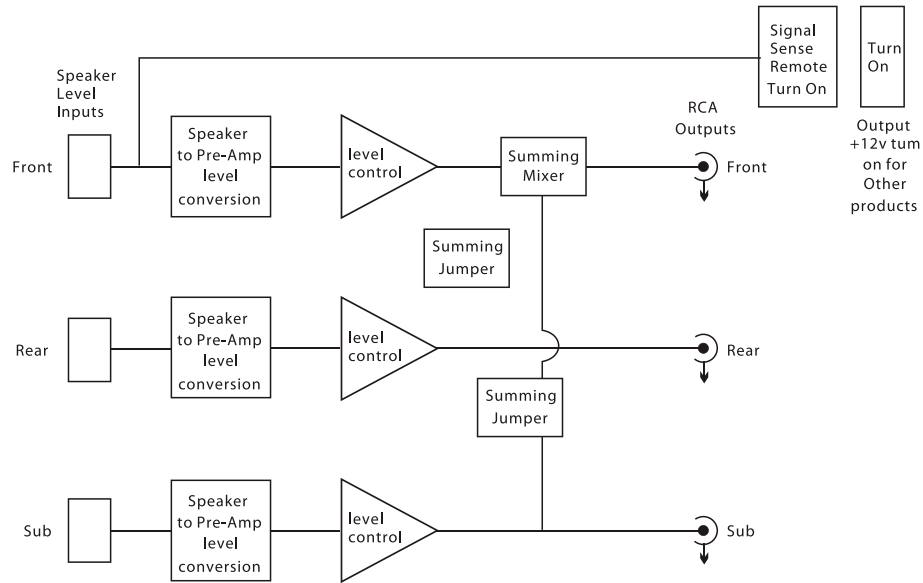 Signal
Sense
Remote
Turn On
Turn
On
Speaker
Level
Inputs
RCA
Outputs
Output
+12v tum
on for
Other
products
Front
Speaker
to Pre-Amp
level
conversion
level
control
Summing
Mixer
Front
Summing
Jumper
Rear
Speaker
to Pre-Amp
level
conversion
level
control
Rear
Summing
Jumper
Sub
Speaker
to Pre-Amp
level
conversion
level
control
Sub